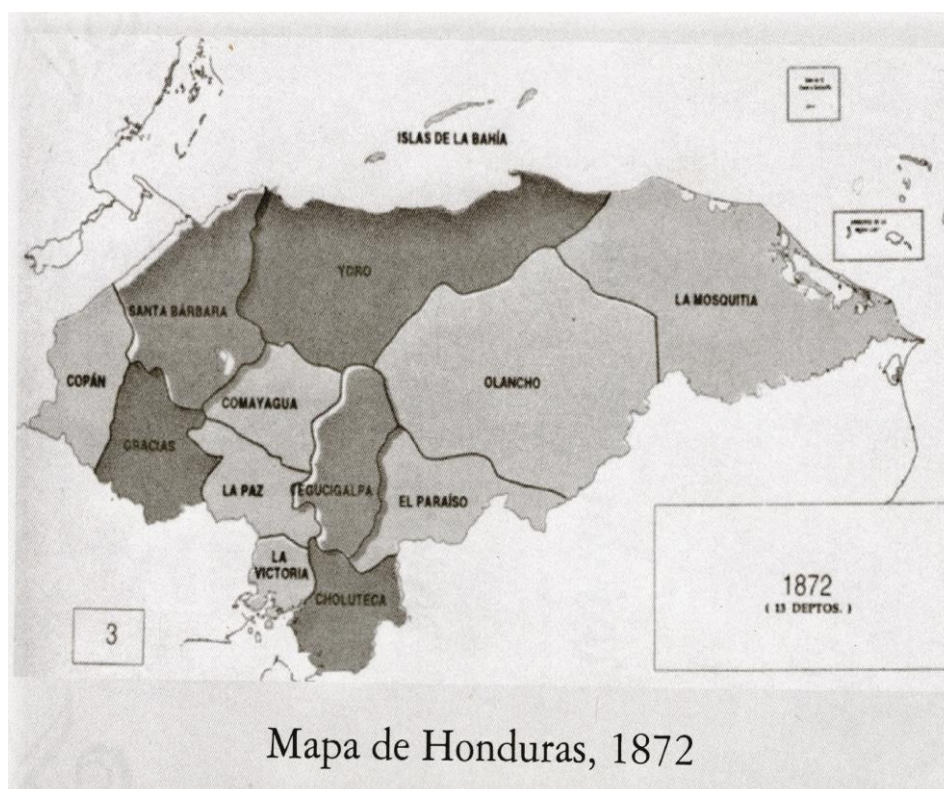 ISLAS DE LA BAHÍA
YORO
SANTA BÁRBARA
LA MOSQUITIA
COPÁN
OLANCHO
COMAYAGUA
GRACIAS
LA PAZ
TEGUCIGALPA
EL PARAÍSO
LA
VICTORIA
CHOLUTECA
1872
( 13 DEPTOS. )
3
Mapa de Honduras, 1872